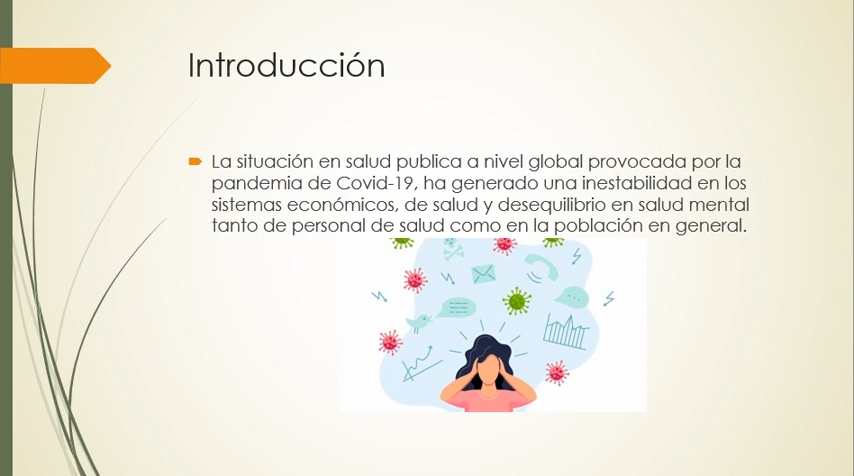 Introducción
La situación en salud publica a nivel global provocada por la
pandemia de Covid-19, ha generado una inestabilidad en los
sistemas económicos, de salud y desequilibrio en salud mental
tanto de personal de salud como en la población en general.